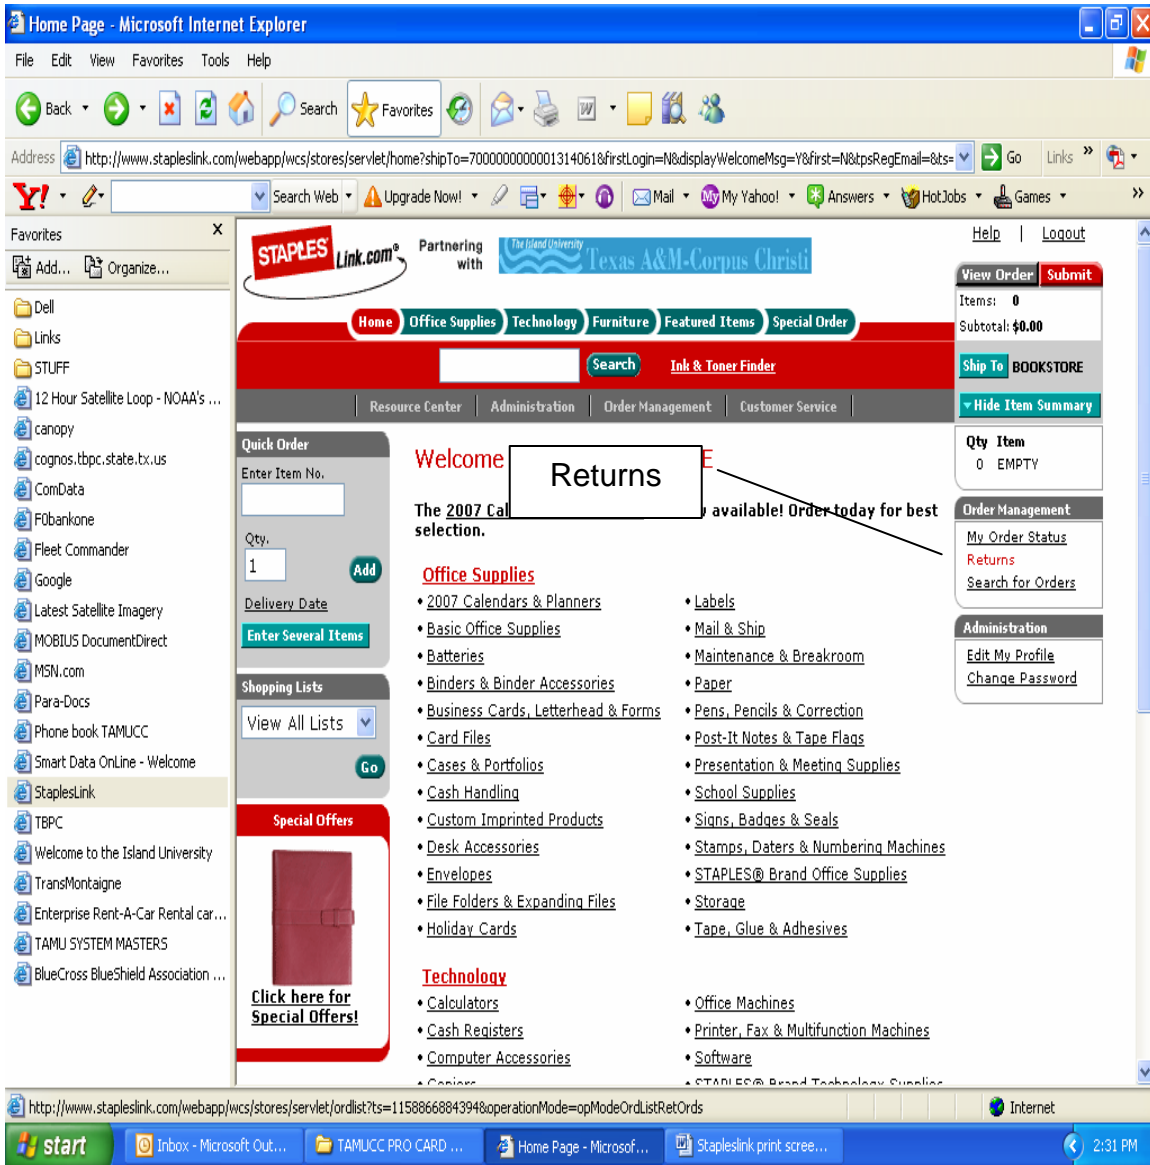 Home Page - Microsoft Internet Explorer
File Edit View Favorites Tools Help
Back Search Favorites
Address http://www.stapleslink.com/webapp/wcs/stores/servlet/home?shipTo=7000000000001314061&firstLogin=N&displayWelcomeMsg=Y&first=N&tpsRegEmail=&ts= Go Links »
Y! Search Web Upgrade Now! Mail My Yahoo! Answers HotJobs Games »
Favorites x
Add... Organize...
Dell
Links
STUFF
12 Hour Satellite Loop - NOAA's ...
canopy
cognos.tbpc.state.tx.us
ComData
F0bankone
Fleet Commander
Google
Latest Satellite Imagery
MOBIUS DocumentDirect
MSN.com
Para-Docs
Phone book TAMUCC
Smart Data OnLine - Welcome
StaplesLink
TBPC
Welcome to the Island University
TransMontaigne
Enterprise Rent-A-Car Rental car...
TAMU SYSTEM MASTERS
BlueCross BlueShield Association ...
STAPLES Link.com®
Partnering with
The Island University
Texas A&M-Corpus Christi
Help | Logout
Home Office Supplies Technology Furniture Featured Items Special Order
Search Ink & Toner Finder
Resource Center Administration Order Management Customer Service
View Order Submit
Items: 0
Subtotal: $0.00
Ship To BOOKSTORE
Hide Item Summary
Qty Item
0 EMPTY
Order Management
My Order Status
Returns
Search for Orders
Administration
Edit My Profile
Change Password
Quick Order
Enter Item No.
Qty.
1 Add
Delivery Date
Enter Several Items
Shopping Lists
View All Lists
Go
Special Offers
Click here for
Special Offers!
Welcome E
Returns
The 2007 Cal available! Order today for best
selection.
Office Supplies
• 2007 Calendars & Planners
• Basic Office Supplies
• Batteries
• Binders & Binder Accessories
• Business Cards, Letterhead & Forms
• Card Files
• Cases & Portfolios
• Cash Handling
• Custom Imprinted Products
• Desk Accessories
• Envelopes
• File Folders & Expanding Files
• Holiday Cards
• Labels
• Mail & Ship
• Maintenance & Breakroom
• Paper
• Pens, Pencils & Correction
• Post-It Notes & Tape Flags
• Presentation & Meeting Supplies
• School Supplies
• Signs, Badges & Seals
• Stamps, Daters & Numbering Machines
• STAPLES® Brand Office Supplies
• Storage
• Tape, Glue & Adhesives
Technology
• Calculators
• Cash Registers
• Computer Accessories
• Copiers
• Office Machines
• Printer, Fax & Multifunction Machines
• Software
• STAPLES® Brand Technology Supplies
http://www.stapleslink.com/webapp/wcs/stores/servlet/ordlist?ts=1158866884394&operationMode=opModeOrdListRetOrds Internet
start Inbox - Microsoft Out... TAMUCC PRO CARD ... Home Page - Microsof... Stapleslink print scree... 2:31 PM